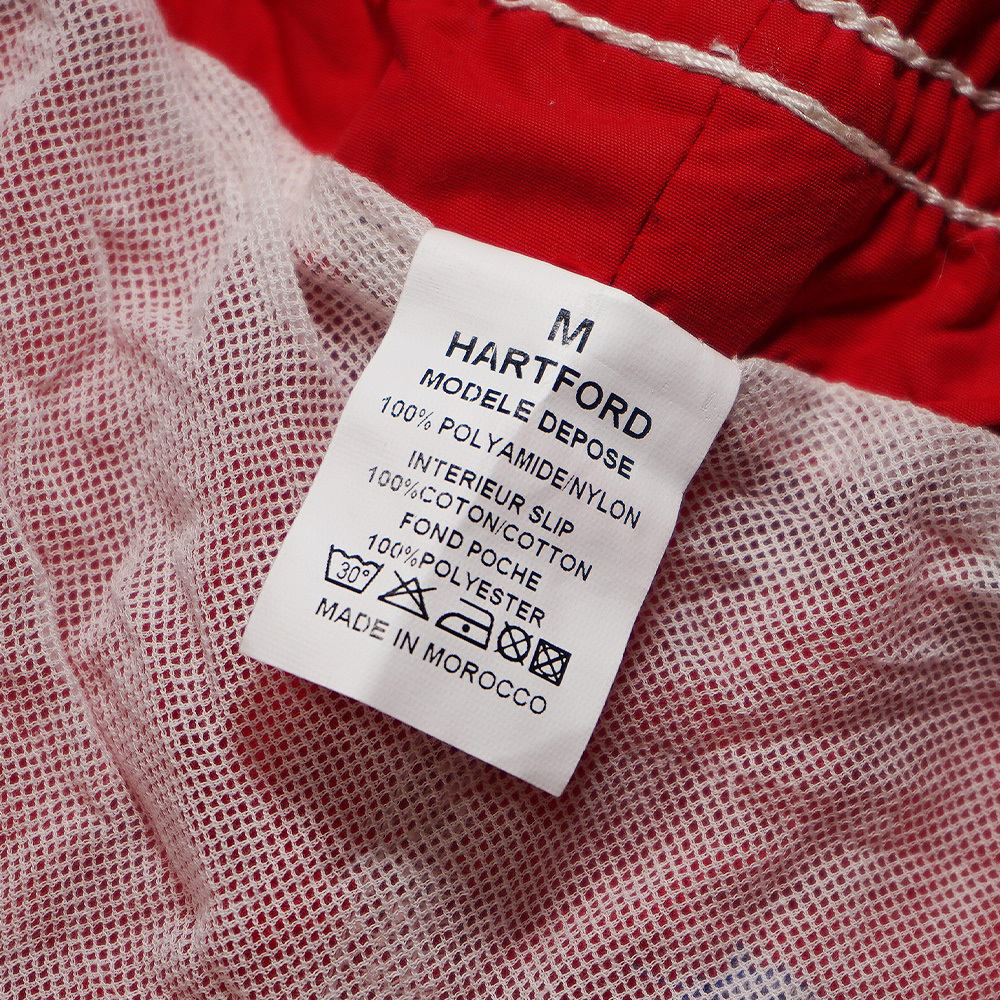 M
HARTFORD
MODELE DEPOSE
100% POLYAMIDE/NYLON
INTERIEUR SLIP
100%COTON/COTTON
FOND POCHE
100%POLYESTER
30°
MADE IN MOROCCO